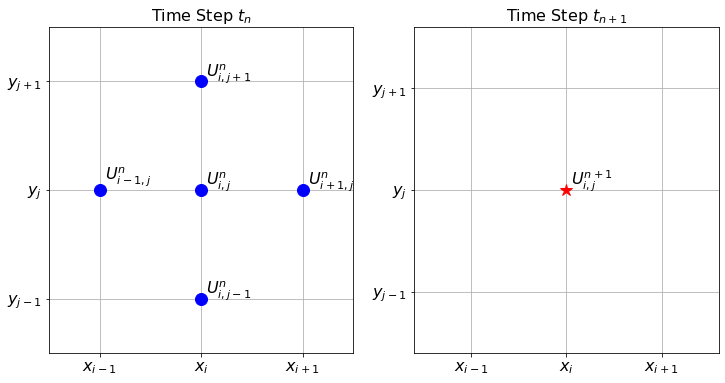 Time Step $t_n$
$y_{j+1}$
$U^n_{i,j+1}$
$y_j$
$U^n_{i-1,j}$
$U^n_{i,j}$
$U^n_{i+1,j}$
$y_{j-1}$
$U^n_{i,j-1}$
$x_{i-1}$
$x_i$
$x_{i+1}$
Time Step $t_{n+1}$
$y_{j+1}$
$y_j$
$U^{n+1}_{i,j}$
$y_{j-1}$
$x_{i-1}$
$x_i$
$x_{i+1}$